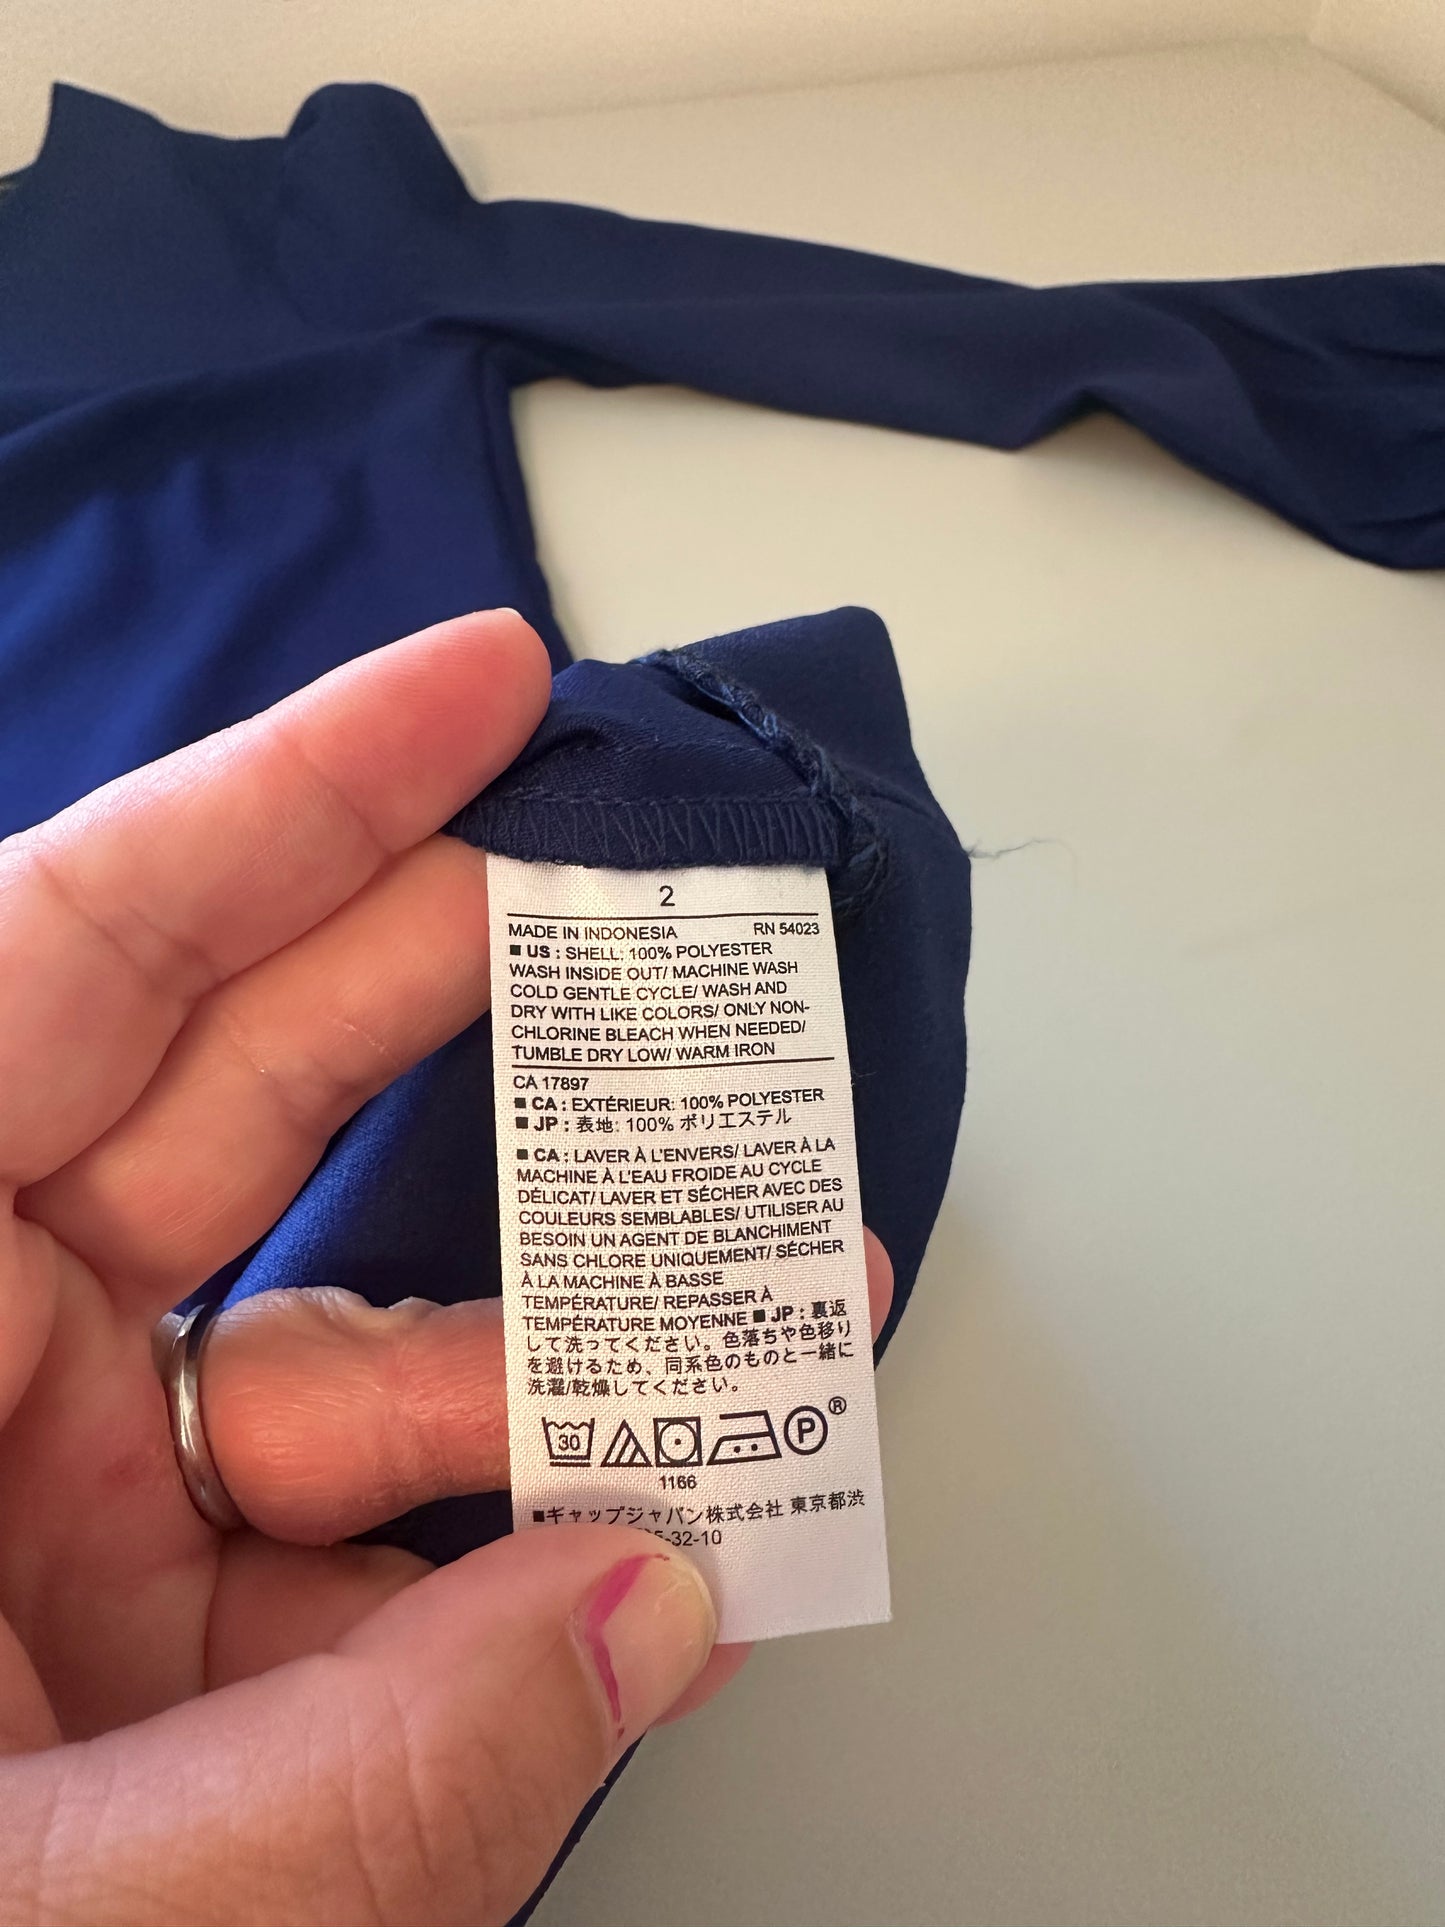 2
MADE IN INDONESIA RN 54023
■ US : SHELL: 100% POLYESTER
WASH INSIDE OUT/ MACHINE WASH
COLD GENTLE CYCLE/ WASH AND
DRY WITH LIKE COLORS/ ONLY NON-
CHLORINE BLEACH WHEN NEEDED/
TUMBLE DRY LOW/ WARM IRON
CA 17897
■ CA : EXTÉRIEUR: 100% POLYESTER
■ JP : 表地: 100% ポリエステル
■ CA : LAVER À L'ENVERS/ LAVER À LA
MACHINE À L'EAU FROIDE AU CYCLE
DÉLICAT/ LAVER ET SÉCHER AVEC DES
COULEURS SEMBLABLES/ UTILISER AU
BESOIN UN AGENT DE BLANCHIMENT
SANS CHLORE UNIQUEMENT/ SÉCHER
À LA MACHINE À BASSE
TEMPÉRATURE/ REPASSER À
TEMPÉRATURE MOYENNE ■ JP : 裏返
して洗ってください。色落ちや色移り
を避けるため、同系色のものと一緒に
洗濯/乾燥してください。
30 P ®
1166
■ギャップジャパン株式会社 東京都渋
-32-10